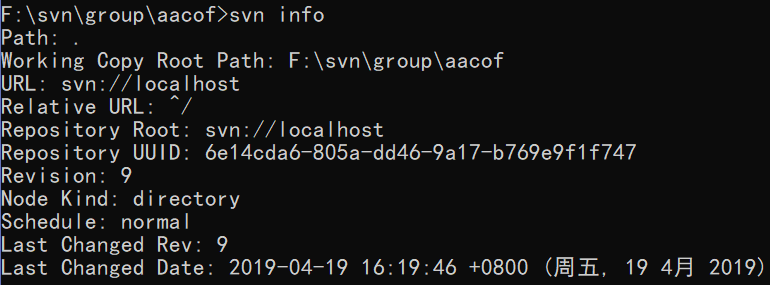 F:\svn\group\aacof>svn info
Path: .
Working Copy Root Path: F:\svn\group\aacof
URL: svn://localhost
Relative URL: ^/
Repository Root: svn://localhost
Repository UUID: 6e14cda6-805a-dd46-9a17-b769e9f1f747
Revision: 9
Node Kind: directory
Schedule: normal
Last Changed Rev: 9
Last Changed Date: 2019-04-19 16:19:46 +0800 (周五, 19 4月 2019)